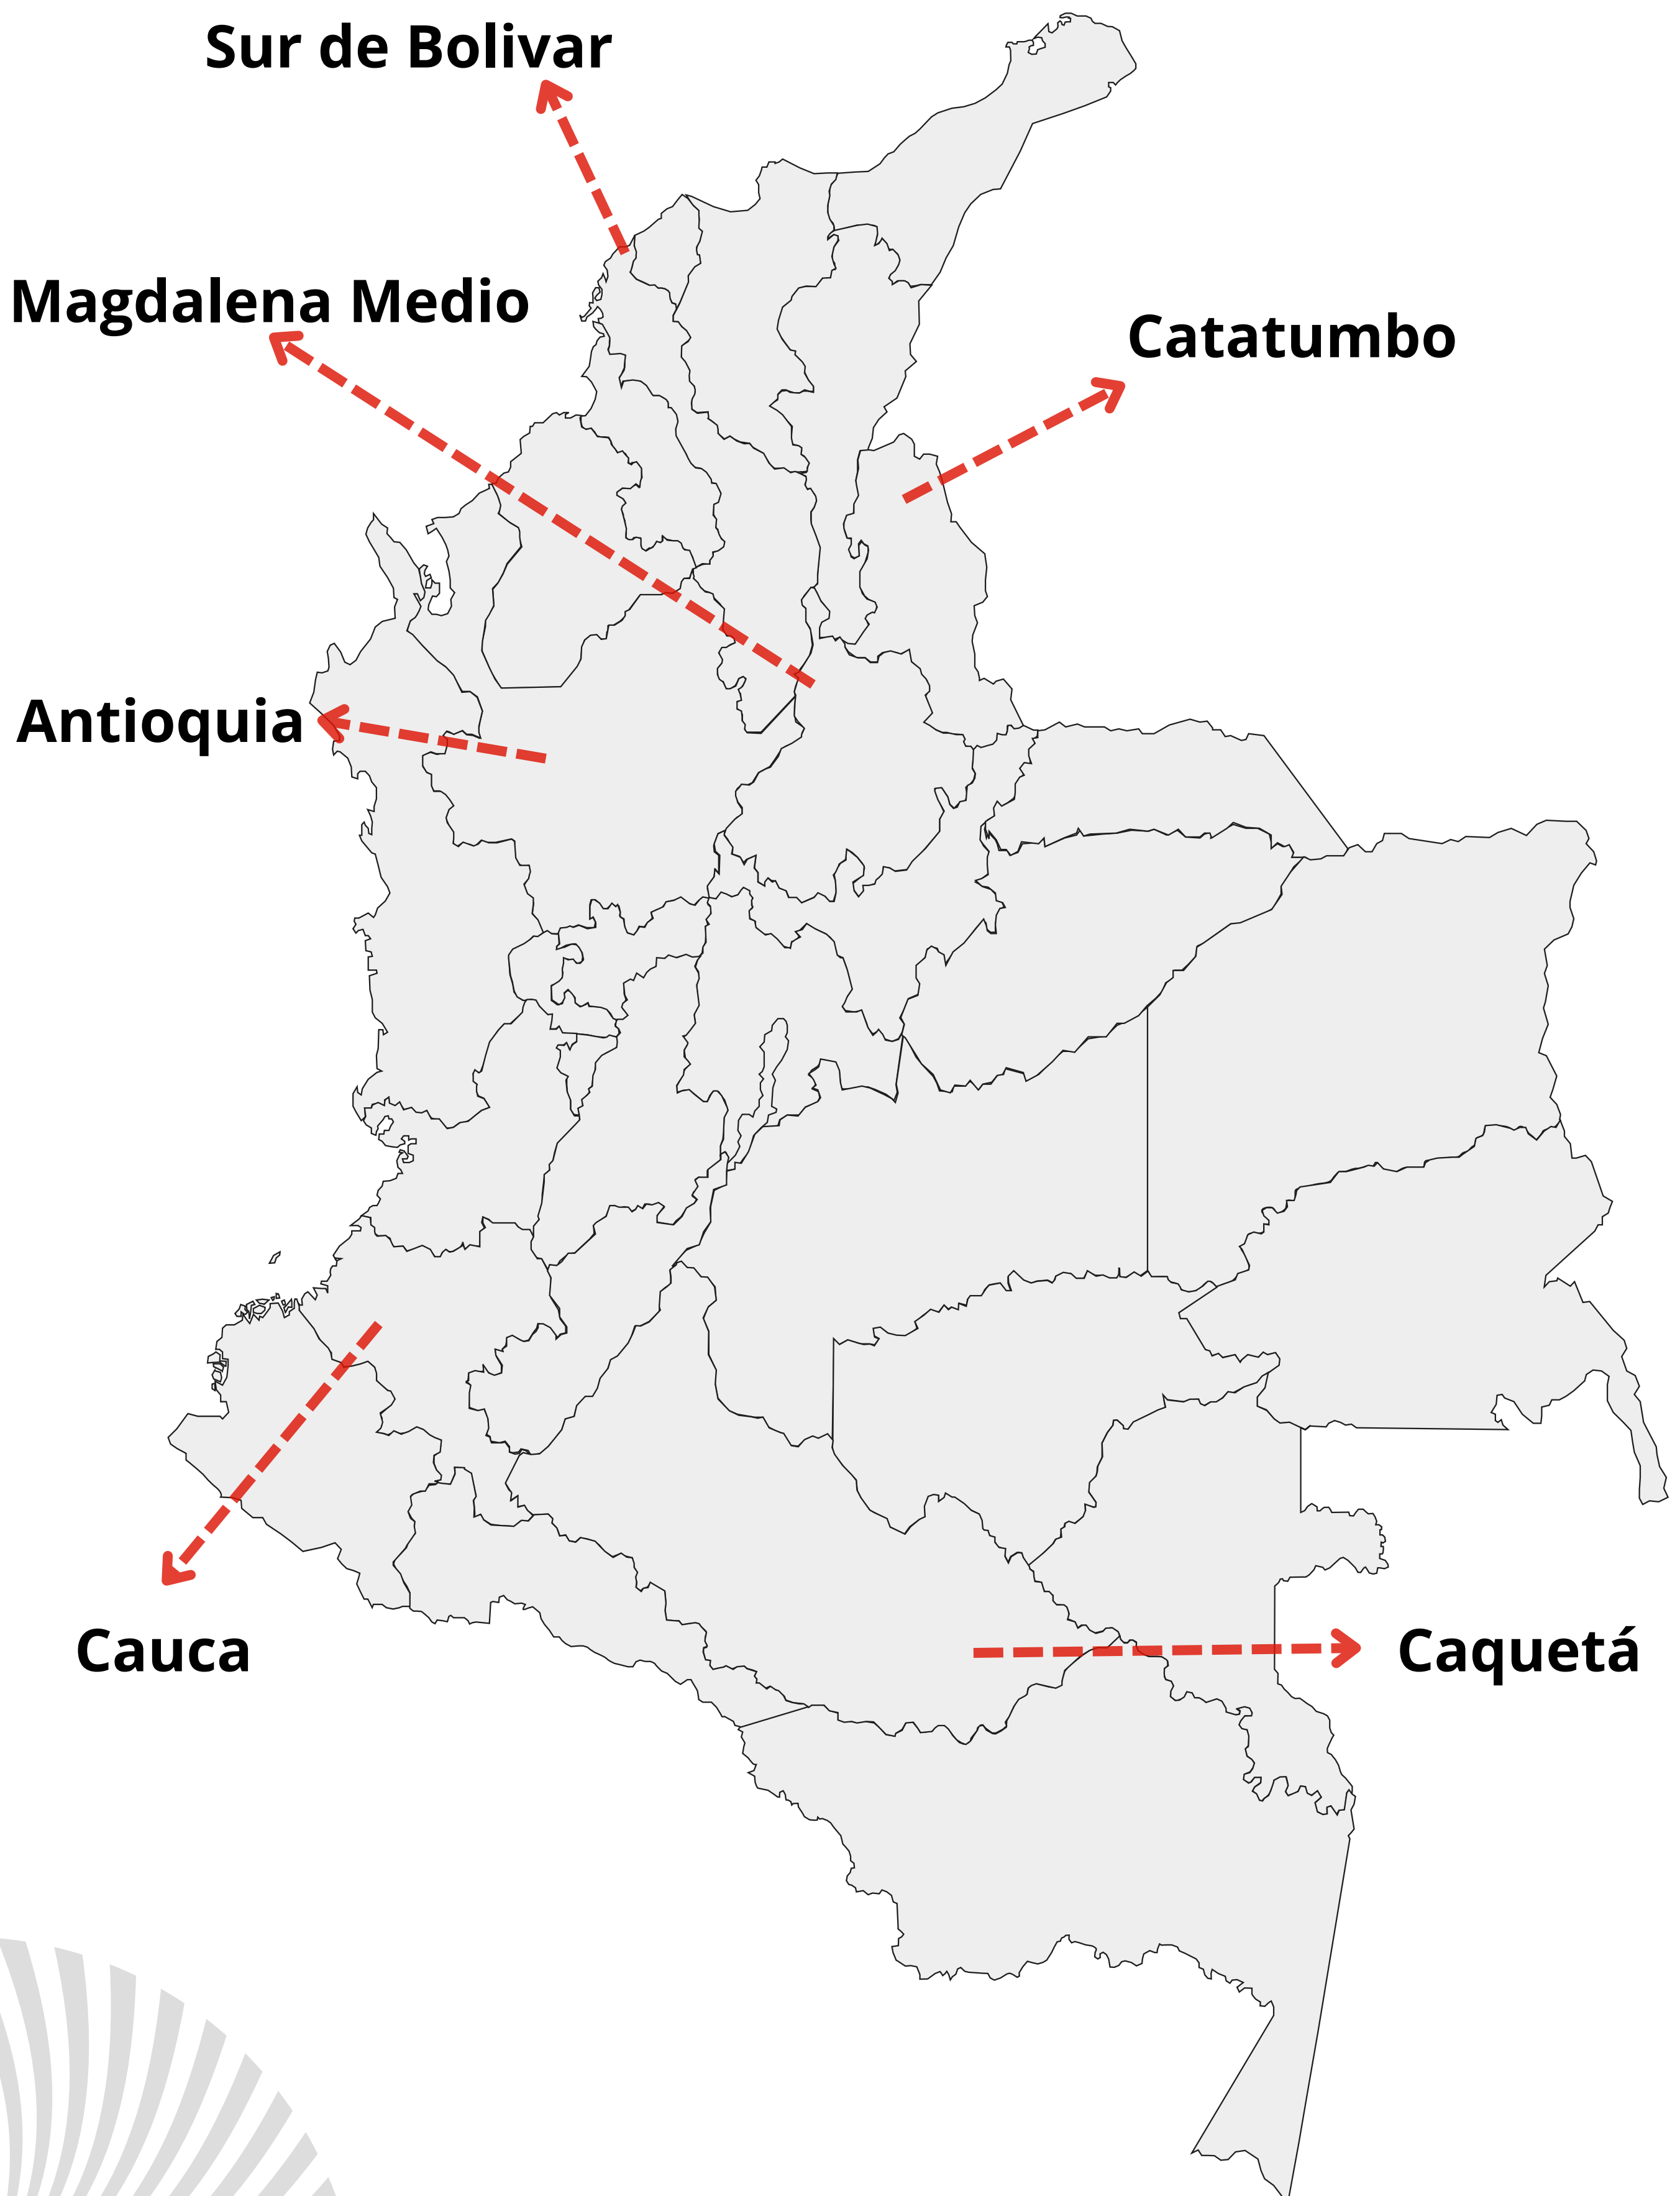 Sur de Bolivar
Magdalena Medio
Catatumbo
Antioquia
Cauca
Caquetá